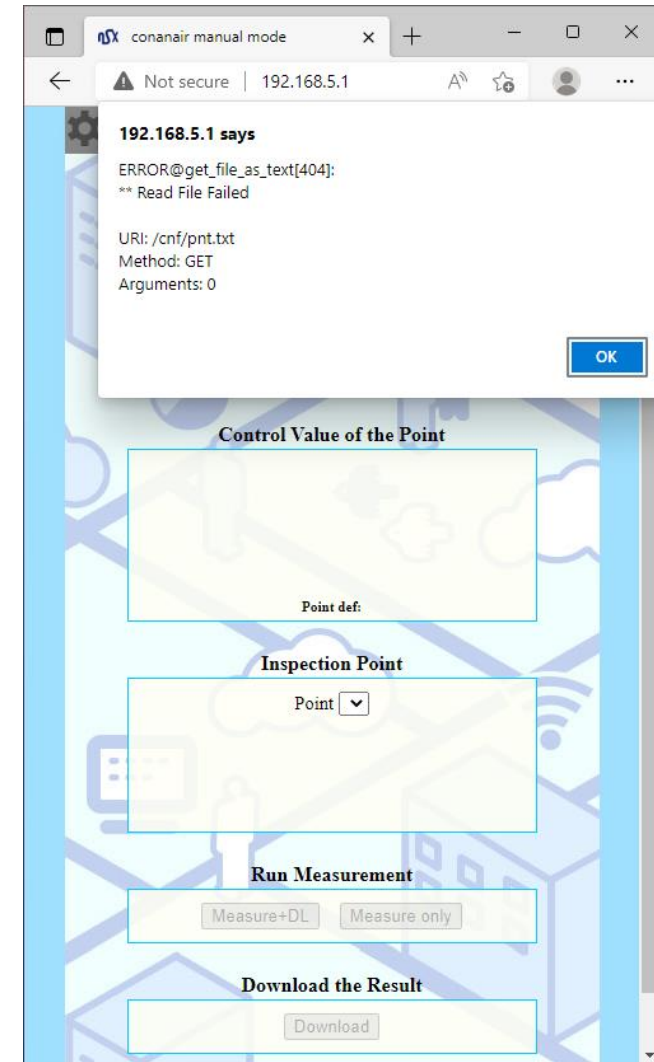 nsx conanair manual mode
Not secure | 192.168.5.1
192.168.5.1 says
ERROR@get_file_as_text[404]:
** Read File Failed
URI: /cnf/pnt.txt
Method: GET
Arguments: 0
OK
Control Value of the Point
Point def:
Inspection Point
Point
Run Measurement
Measure+DL Measure only
Download the Result
Download